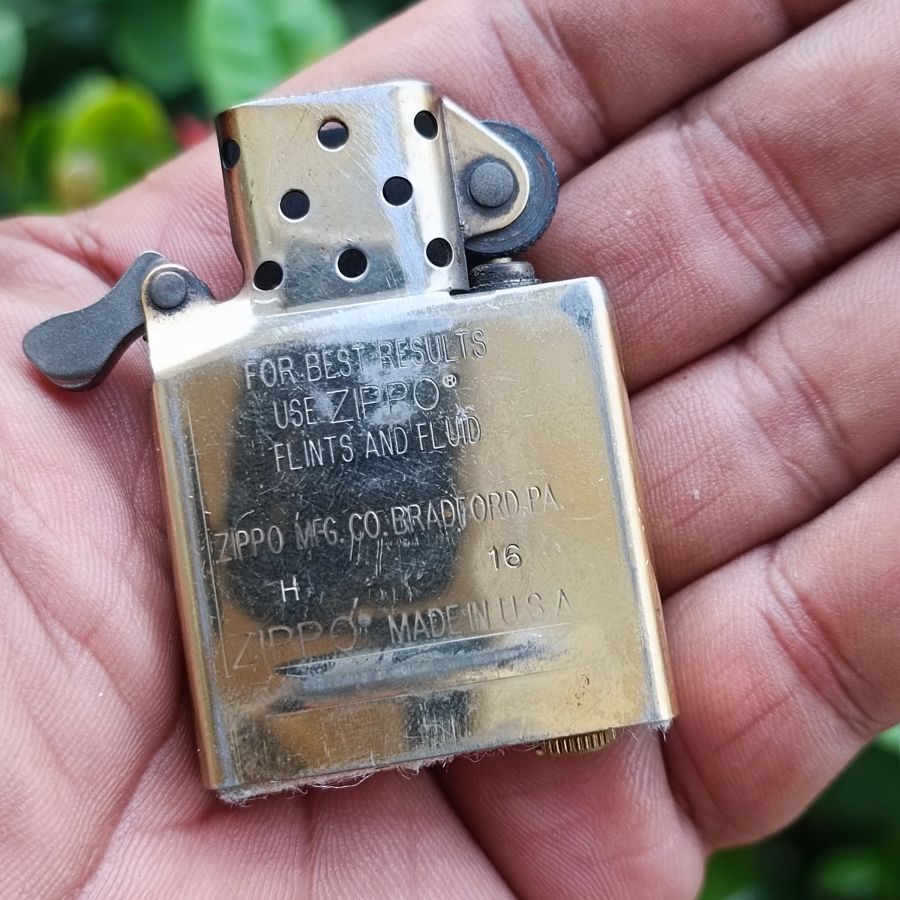 FOR BEST RESULTS
USE ZIPPO®
FLINTS AND FLUID
ZIPPO MFG. CO. BRADFORD, PA.
H 16
ZIPPO® MADE IN U.S.A